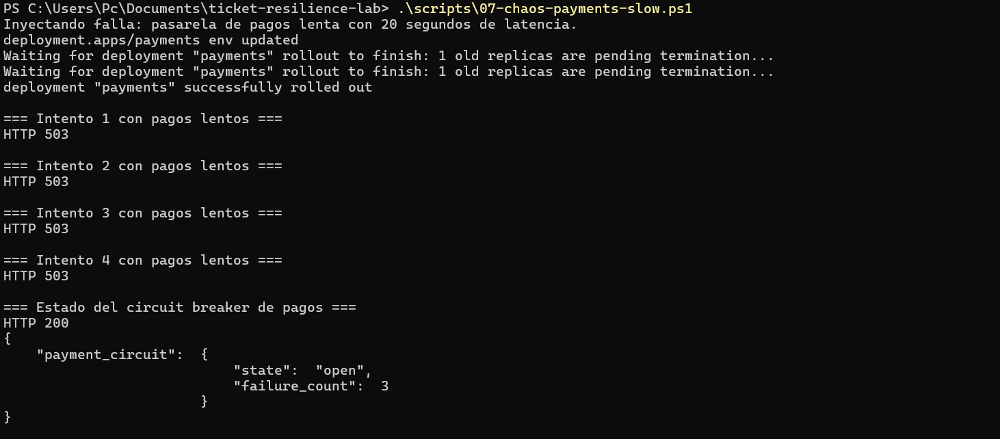 PS C:\Users\Pc\Documents\ticket-resilience-lab> .\scripts\07-chaos-payments-slow.ps1
Inyectando falla: pasarela de pagos lenta con 20 segundos de latencia.
deployment.apps/payments env updated
Waiting for deployment "payments" rollout to finish: 1 old replicas are pending termination...
Waiting for deployment "payments" rollout to finish: 1 old replicas are pending termination...
deployment "payments" successfully rolled out

=== Intento 1 con pagos lentos ===
HTTP 503

=== Intento 2 con pagos lentos ===
HTTP 503

=== Intento 3 con pagos lentos ===
HTTP 503

=== Intento 4 con pagos lentos ===
HTTP 503

=== Estado del circuit breaker de pagos ===
HTTP 200
{
    "payment_circuit":  {
                            "state":  "open",
                            "failure_count":  3
                        }
}